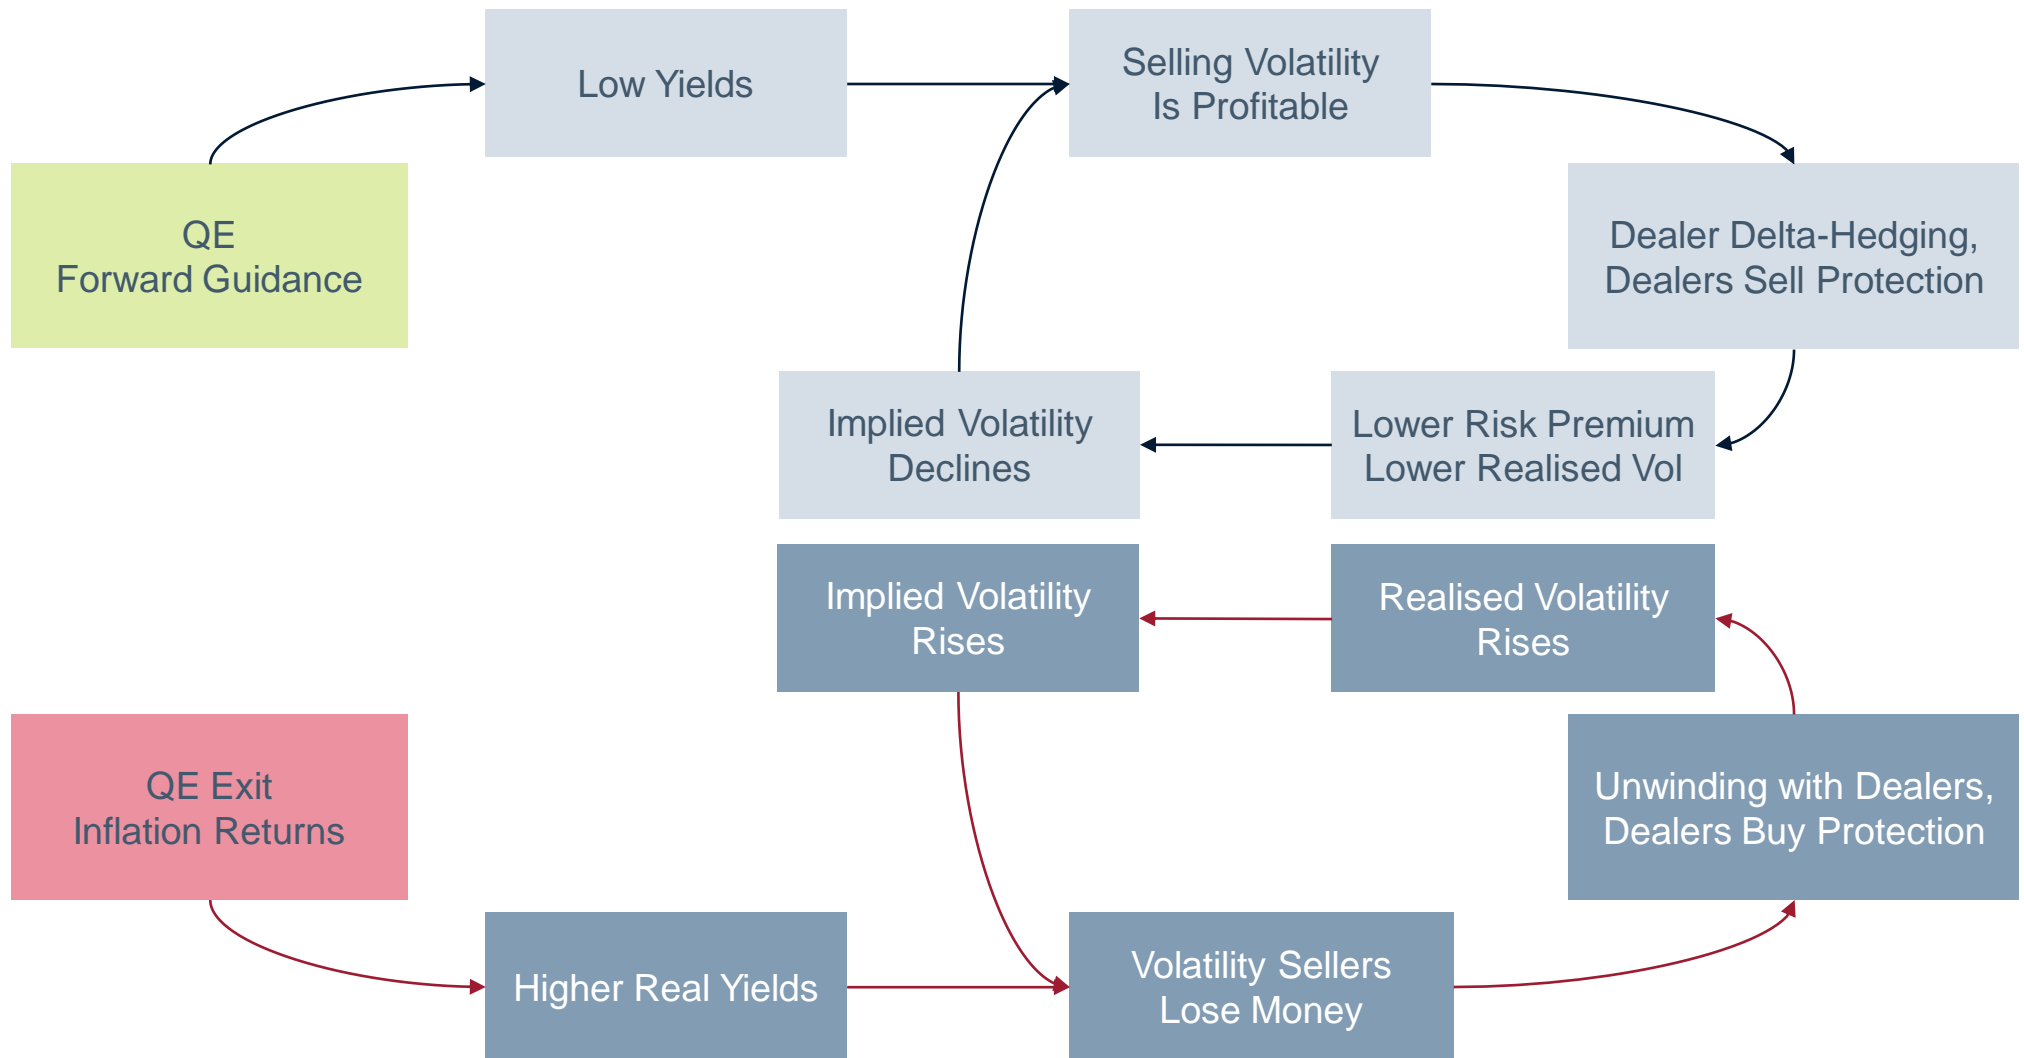 Low Yields
Selling Volatility
Is Profitable
QE
Forward Guidance
Dealer Delta-Hedging,
Dealers Sell Protection
Implied Volatility
Declines
Lower Risk Premium
Lower Realised Vol
Implied Volatility
Rises
Realised Volatility
Rises
QE Exit
Inflation Returns
Unwinding with Dealers,
Dealers Buy Protection
Higher Real Yields
Volatility Sellers
Lose Money